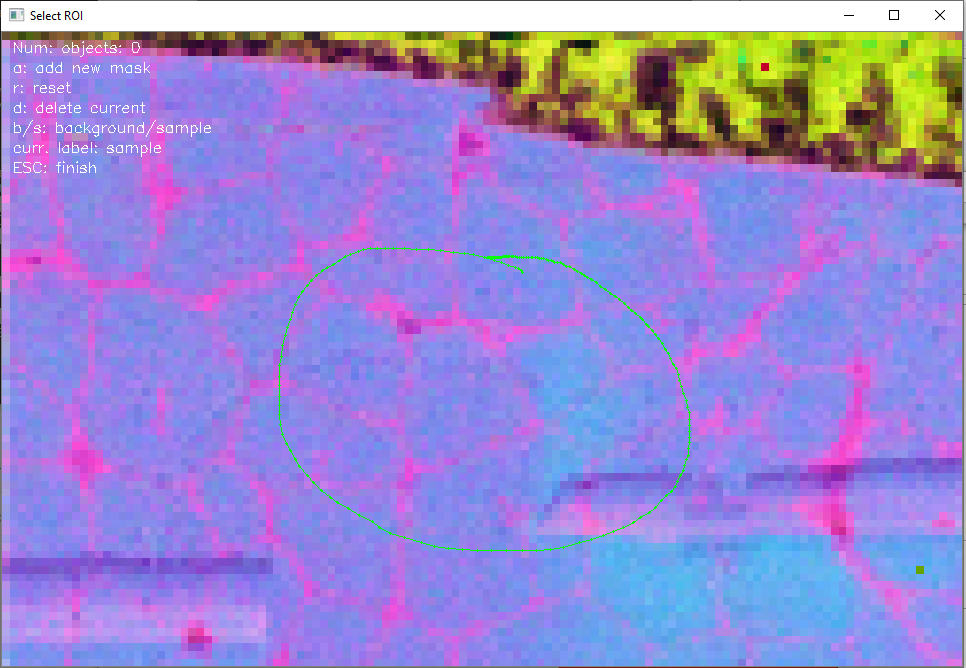 Select ROI
Num: objects: 0
a: add new mask
r: reset
d: delete current
b/s: background/sample
curr. label: sample
ESC: finish